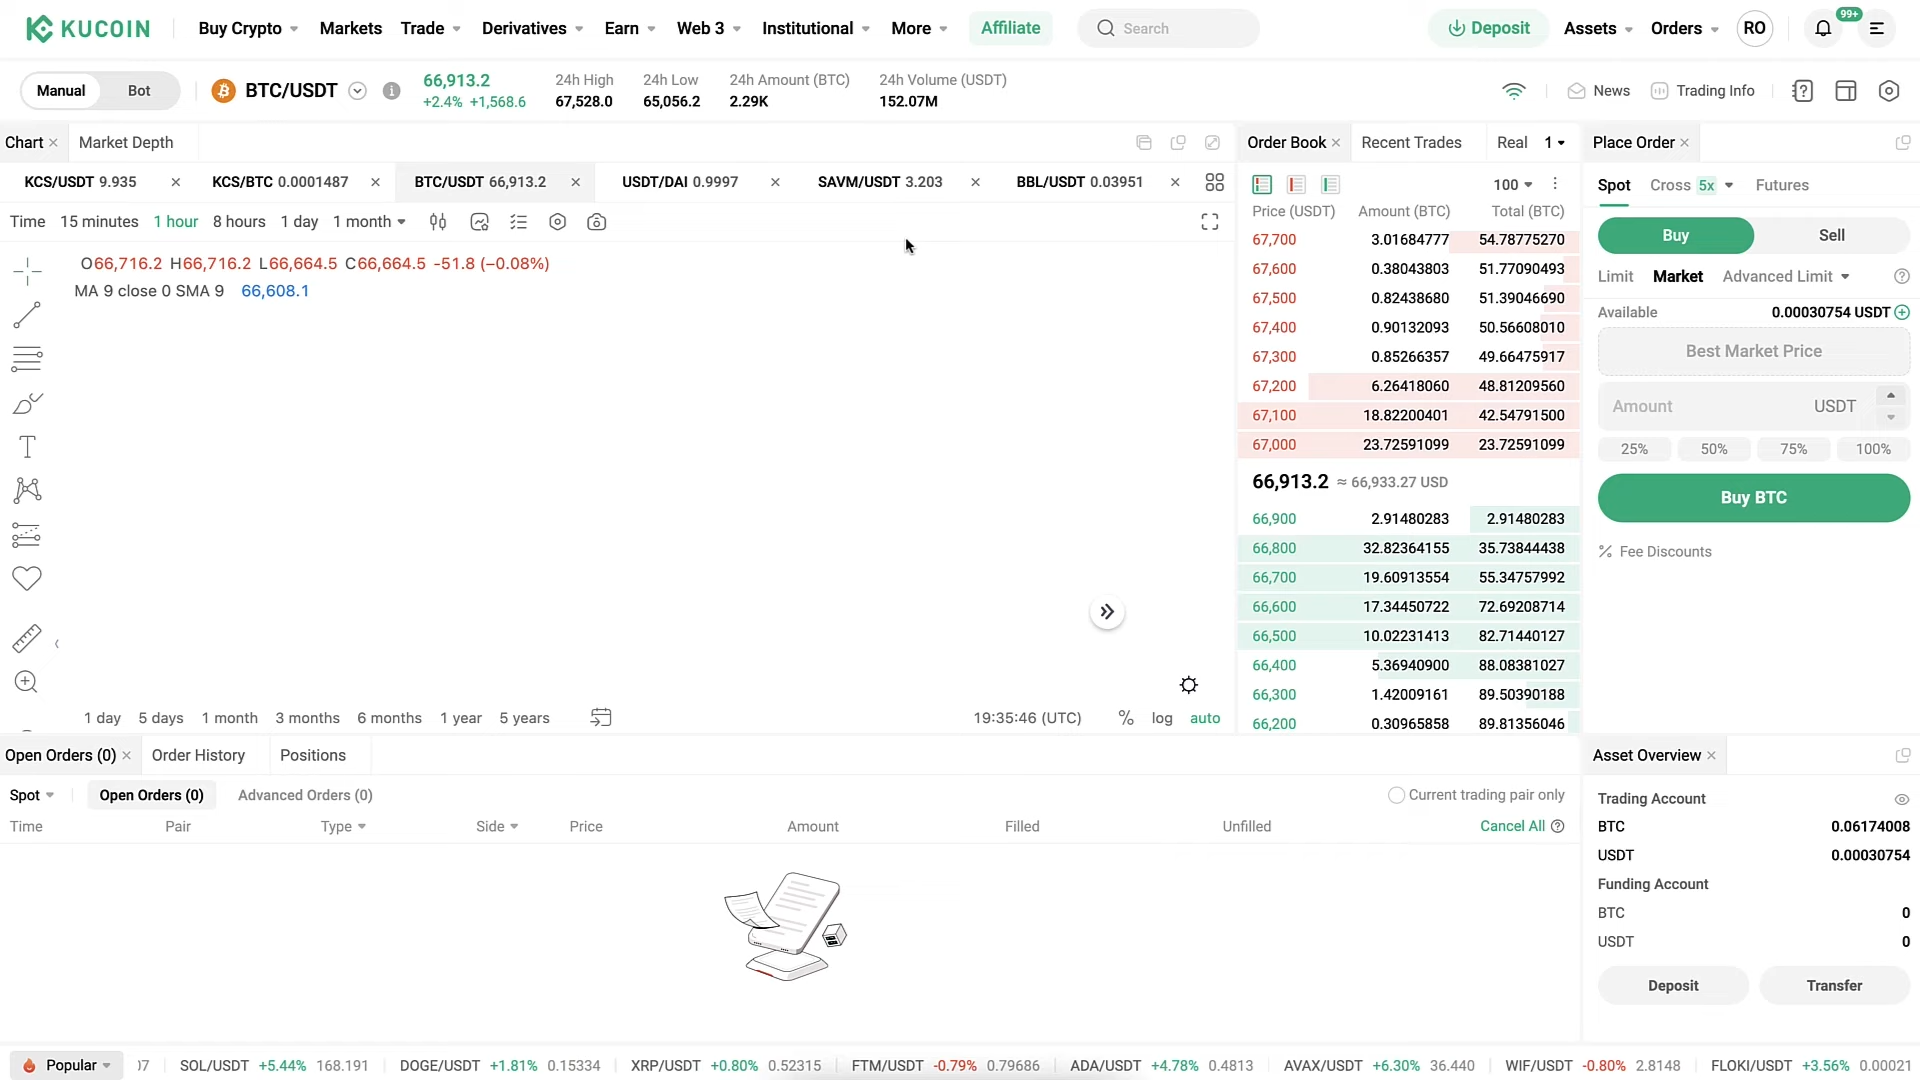 KUCOIN Buy Crypto Markets Trade Derivatives Earn Web 3 Institutional More Affiliate Search Deposit Assets Orders RO 99+
Manual Bot BTC/USDT 66,913.2 +2.4% +1,568.6 24h High 67,528.0 24h Low 65,056.2 24h Amount (BTC) 2.29K 24h Volume (USDT) 152.07M News Trading Info
Chart Market Depth
KCS/USDT 9.935 KCS/BTC 0.0001487 BTC/USDT 66,913.2 USDT/DAI 0.9997 SAVM/USDT 3.203 BBL/USDT 0.03951
Time 15 minutes 1 hour 8 hours 1 day 1 month
O66,716.2 H66,716.2 L66,664.5 C66,664.5 -51.8 (−0.08%)
MA 9 close 0 SMA 9 66,608.1
1 day 5 days 1 month 3 months 6 months 1 year 5 years 19:35:46 (UTC) % log auto
Order Book Recent Trades Real 1
100
Price (USDT) Amount (BTC) Total (BTC)
67,700 3.01684777 54.78775270
67,600 0.38043803 51.77090493
67,500 0.82438680 51.39046690
67,400 0.90132093 50.56608010
67,300 0.85266357 49.66475917
67,200 6.26418060 48.81209560
67,100 18.82200401 42.54791500
67,000 23.72591099 23.72591099
66,913.2 ≈ 66,933.27 USD
66,900 2.91480283 2.91480283
66,800 32.82364155 35.73844438
66,700 19.60913554 55.34757992
66,600 17.34450722 72.69208714
66,500 10.02231413 82.71440127
66,400 5.36940900 88.08381027
66,300 1.42009161 89.50390188
66,200 0.30965858 89.81356046
Place Order
Spot Cross 5x Futures
Buy Sell
Limit Market Advanced Limit
Available 0.00030754 USDT
Best Market Price
Amount USDT
25% 50% 75% 100%
Buy BTC
Fee Discounts
Open Orders (0) Order History Positions
Spot Open Orders (0) Advanced Orders (0) Current trading pair only
Time Pair Type Side Price Amount Filled Unfilled Cancel All
Asset Overview
Trading Account
BTC 0.06174008
USDT 0.00030754
Funding Account
BTC 0
USDT 0
Deposit Transfer
Popular SOL/USDT +5.44% 168.191 DOGE/USDT +1.81% 0.15334 XRP/USDT +0.80% 0.52315 FTM/USDT -0.79% 0.79686 ADA/USDT +4.78% 0.4813 AVAX/USDT +6.30% 36.440 WIF/USDT -0.80% 2.8148 FLOKI/USDT +3.56% 0.00021